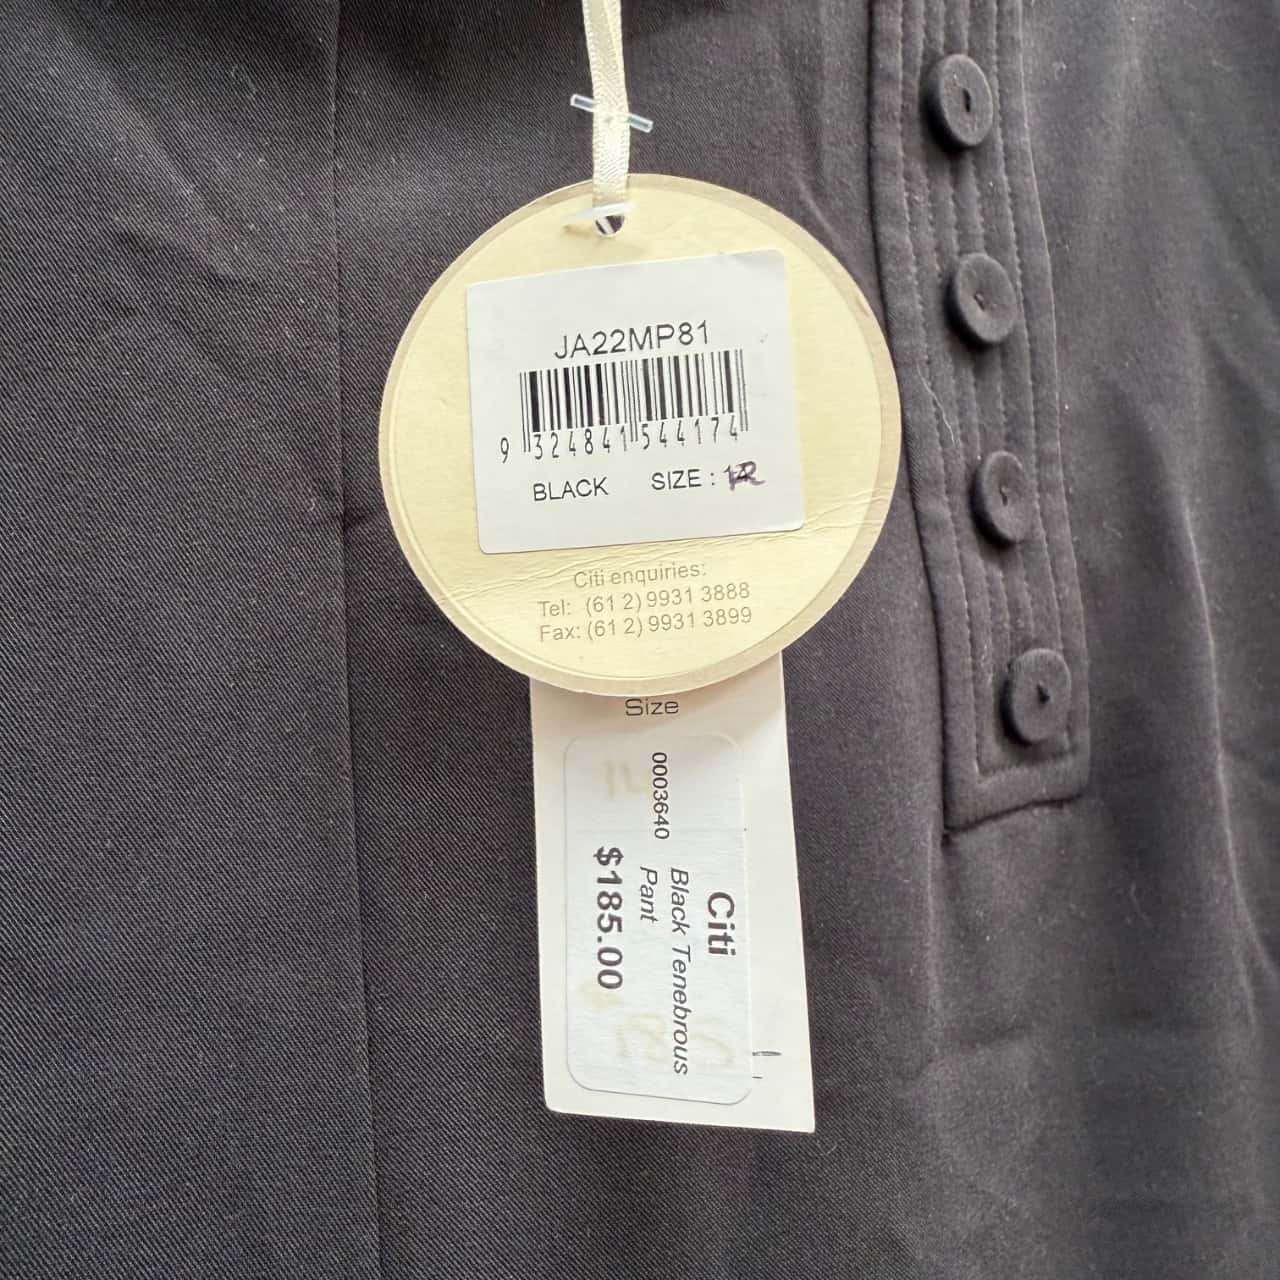 JA22MP81
9 324841 544174
BLACK SIZE : 12
Citi enquiries:
Tel: (61 2) 9931 3888
Fax: (61 2) 9931 3899
Size
Citi
Black Tenebrous
Pant
0003640
$185.00